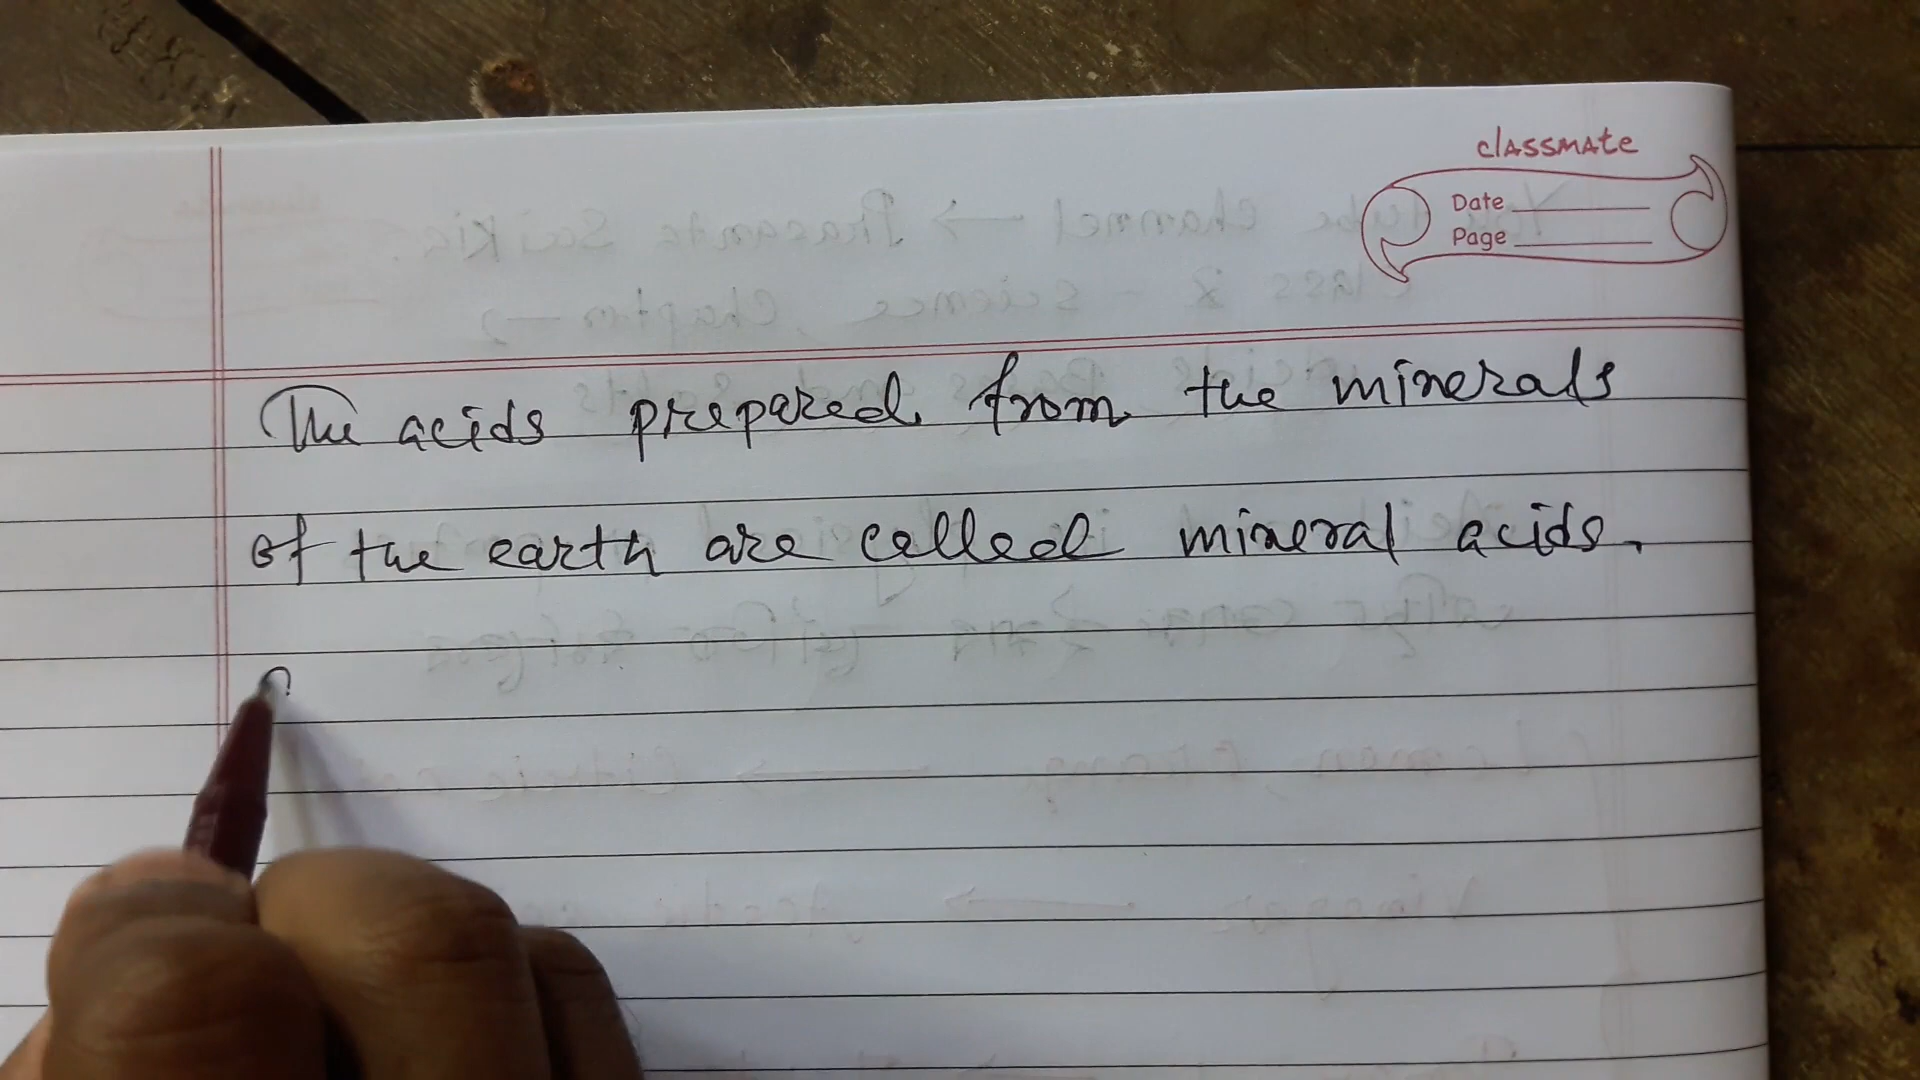 classmate
Date
Page
The acids prepared from the minerals
of the earth are called mineral acids.